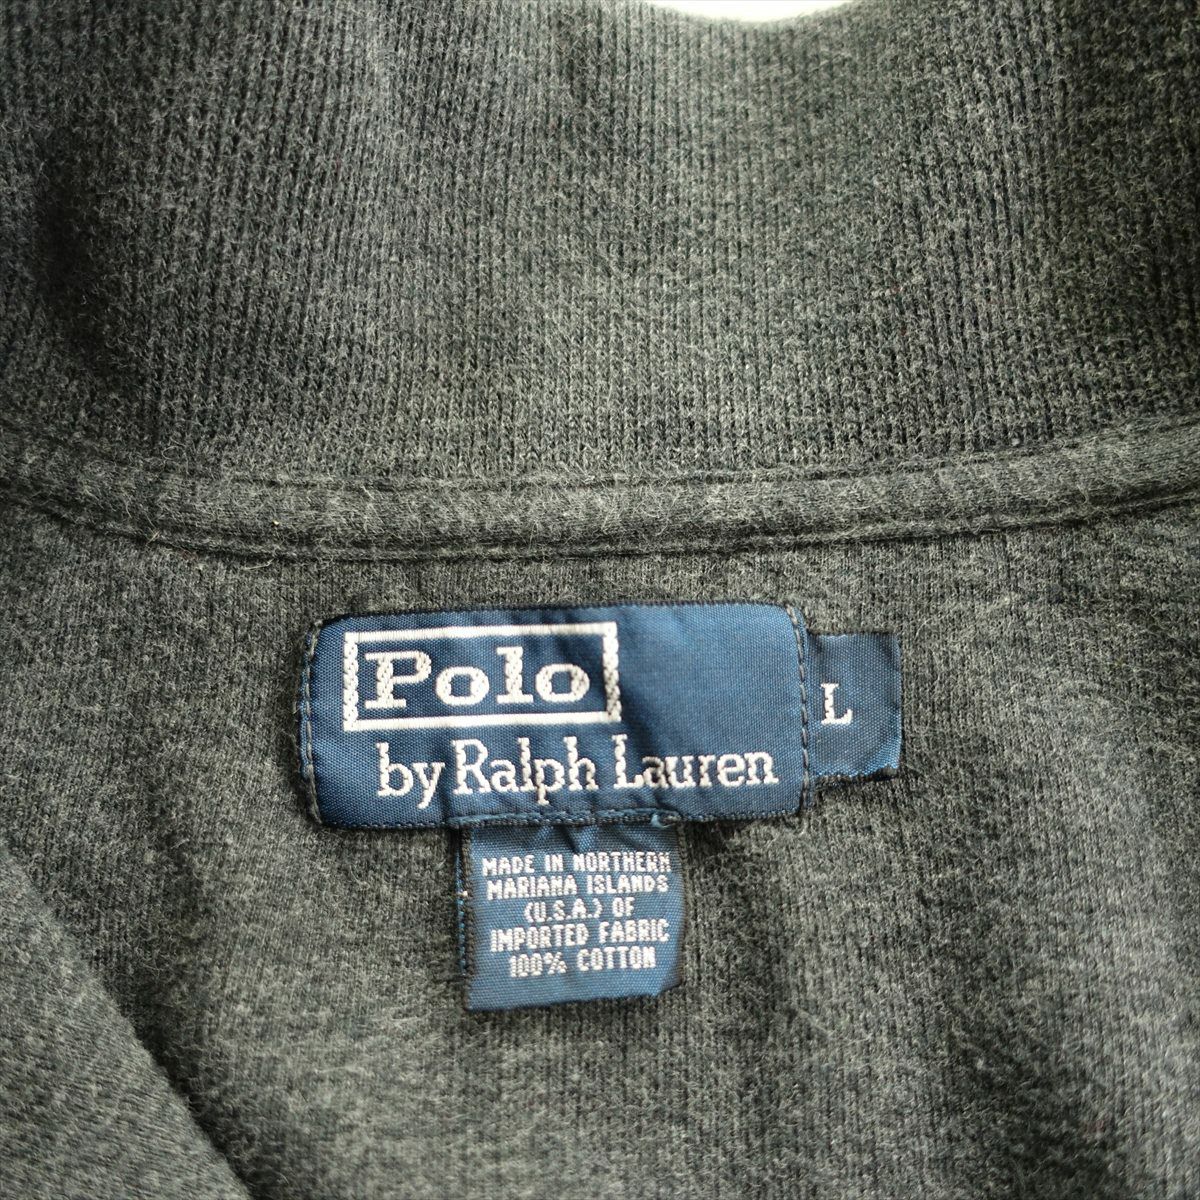 Polo
by Ralph Lauren
L
MADE IN NORTHERN
MARIANA ISLANDS
(U.S.A.) OF
IMPORTED FABRIC
100% COTTON